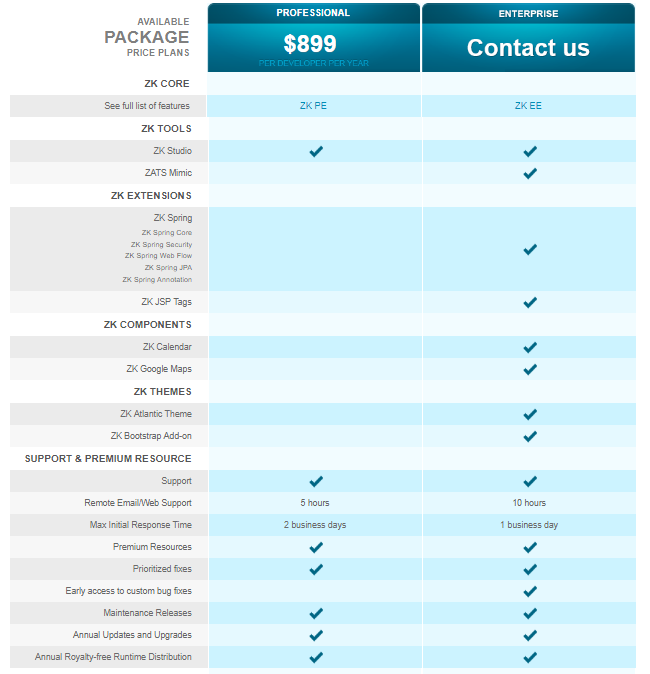 AVAILABLE
PACKAGE
PRICE PLANS
PROFESSIONAL
$899
PER DEVELOPER PER YEAR
ENTERPRISE
Contact us
ZK CORE
See full list of features ZK PE ZK EE
ZK TOOLS
ZK Studio
ZATS Mimic
ZK EXTENSIONS
ZK Spring
ZK Spring Core
ZK Spring Security
ZK Spring Web Flow
ZK Spring JPA
ZK Spring Annotation
ZK JSP Tags
ZK COMPONENTS
ZK Calendar
ZK Google Maps
ZK THEMES
ZK Atlantic Theme
ZK Bootstrap Add-on
SUPPORT & PREMIUM RESOURCE
Support
Remote Email/Web Support 5 hours 10 hours
Max Initial Response Time 2 business days 1 business day
Premium Resources
Prioritized fixes
Early access to custom bug fixes
Maintenance Releases
Annual Updates and Upgrades
Annual Royalty-free Runtime Distribution